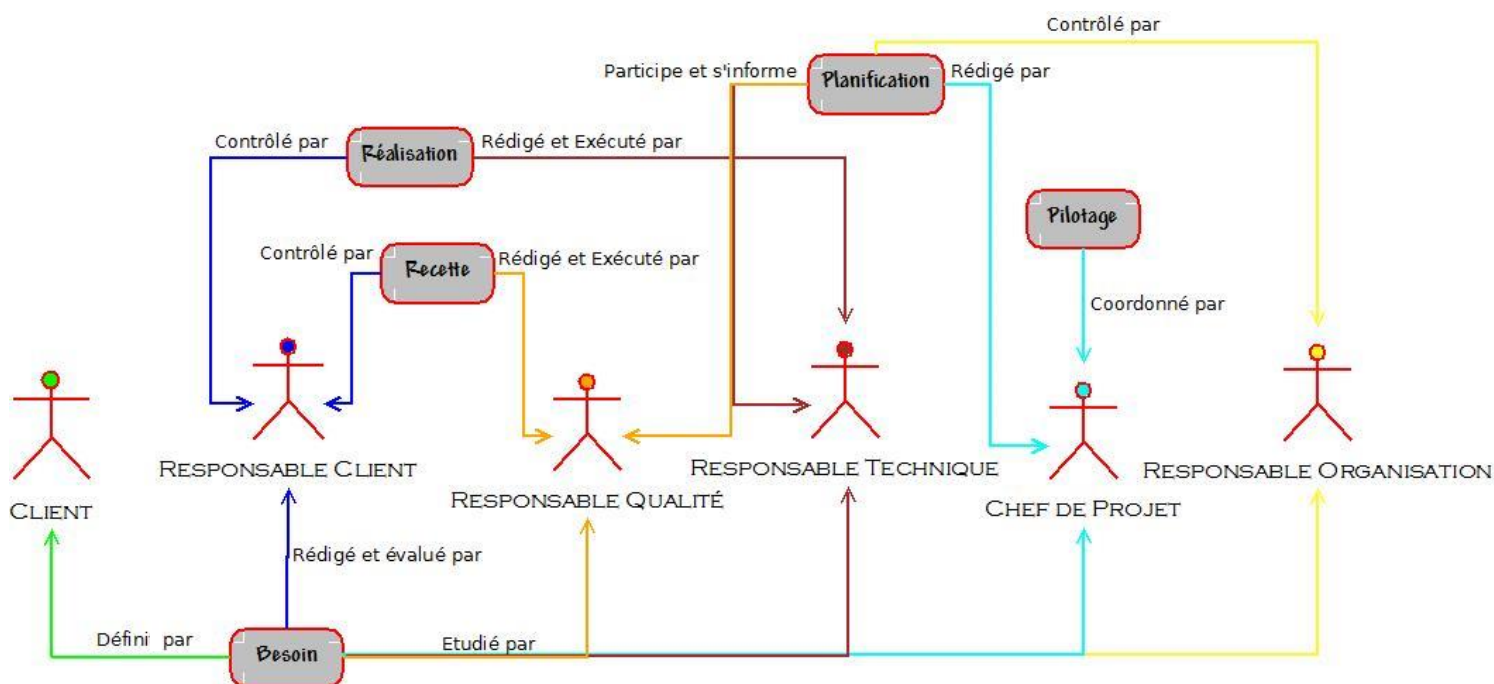 Contrôlé par
Participe et s'informe
Planification
Rédigé par
Contrôlé par
Réalisation
Rédigé et Exécuté par
Pilotage
Contrôlé par
Recette
Rédigé et Exécuté par
Coordonné par
RESPONSABLE CLIENT
RESPONSABLE TECHNIQUE
RESPONSABLE ORGANISATION
RESPONSABLE QUALITÉ
CLIENT
CHEF DE PROJET
Rédigé et évalué par
Défini par
Besoin
Etudié par